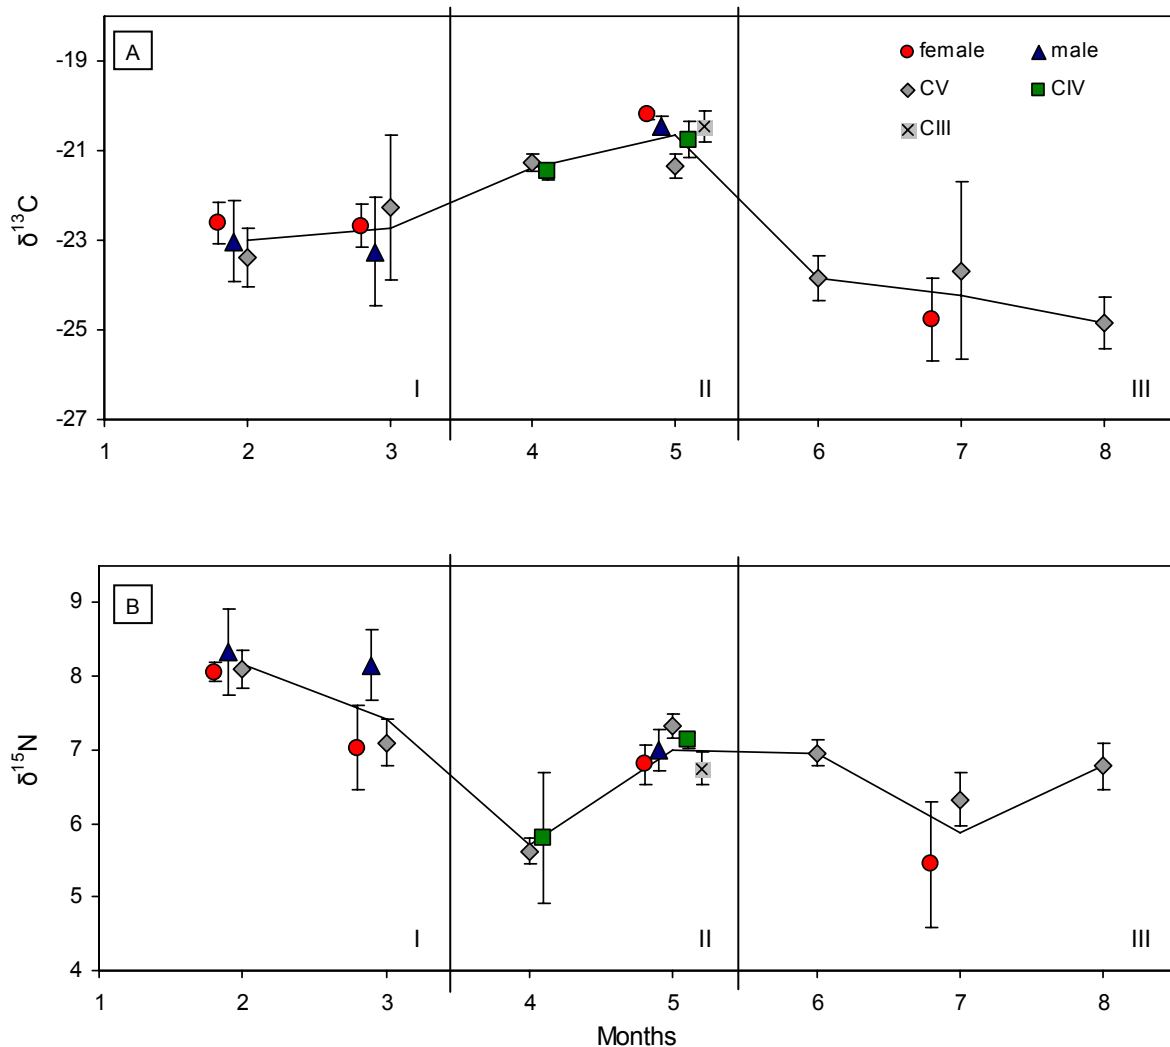 A
-19
-21
-23
-25
-27
δ¹³C
female
male
CV
CIV
CIII
I
II
III
1 2 3 4 5 6 7 8
B
9
8
7
6
5
4
δ¹⁵N
I
II
III
1 2 3 4 5 6 7 8
Months